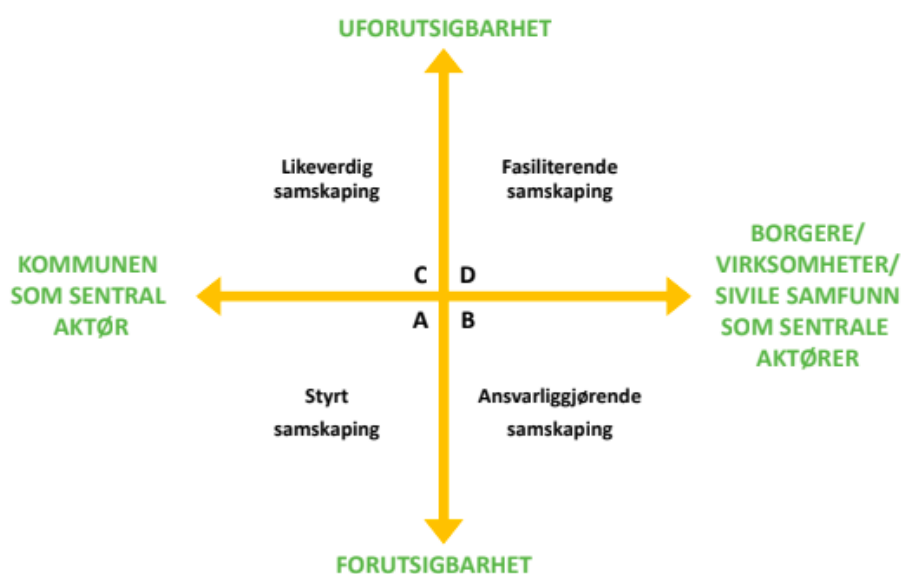 UFORUTSIGBARHET
Likeverdig
samskaping
Fasiliterende
samskaping
KOMMUNEN
SOM SENTRAL
AKTØR
C D
A B
BORGERE/
VIRKSOMHETER/
SIVILE SAMFUNN
SOM SENTRALE
AKTØRER
Styrt
samskaping
Ansvarliggjørende
samskaping
FORUTSIGBARHET